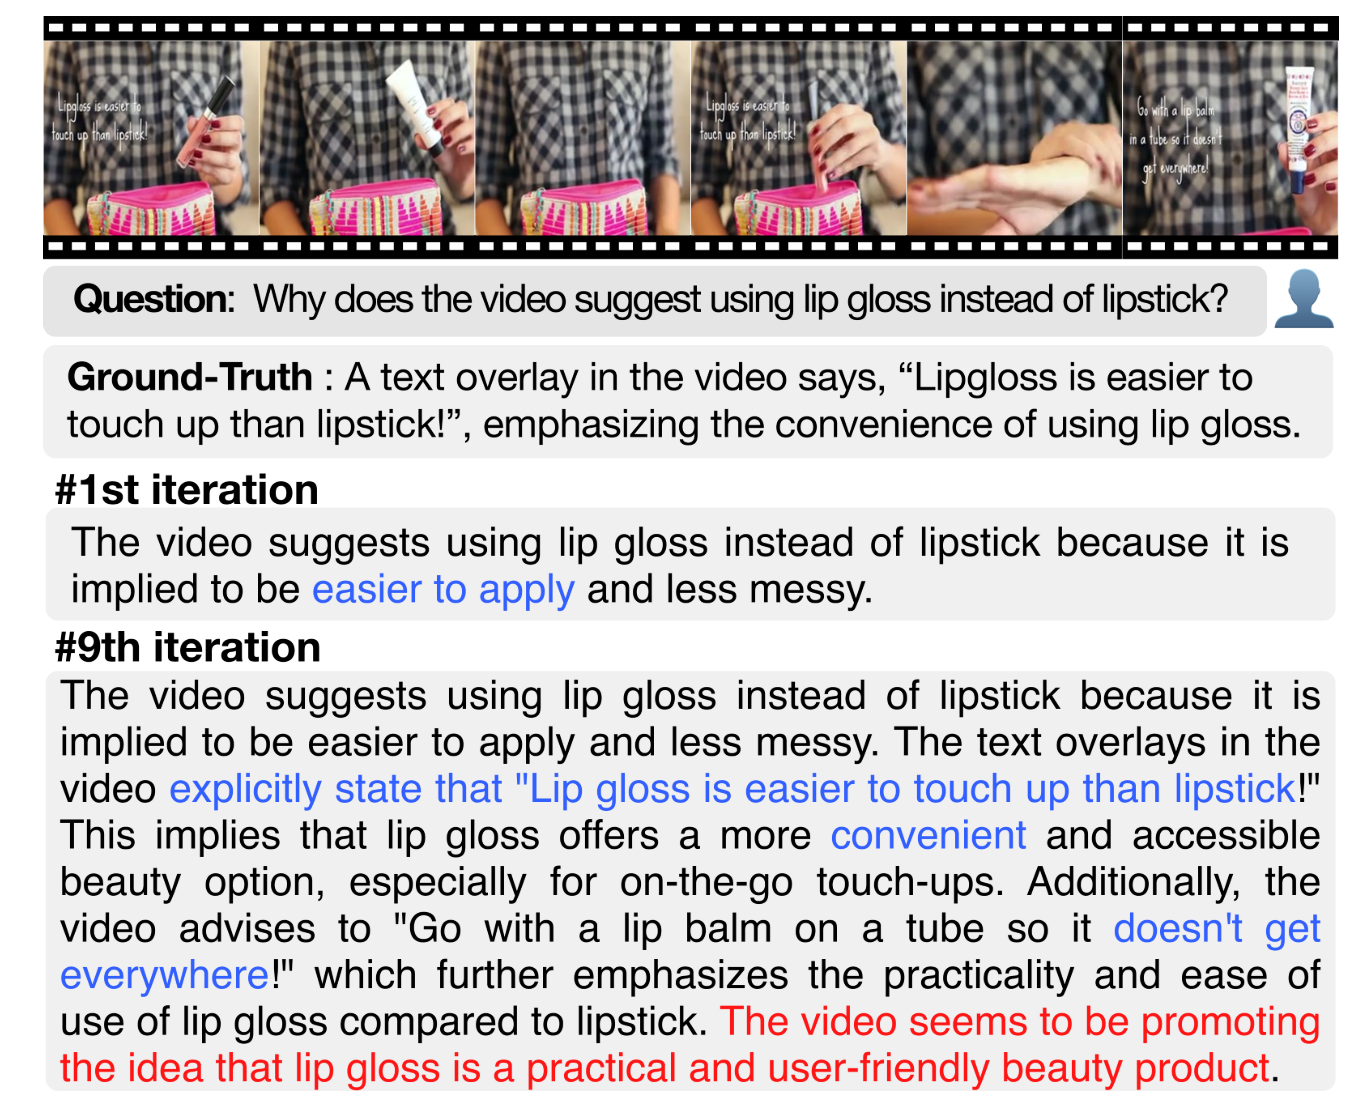 Lipgloss is easier to
touch up than lipstick!
Lipgloss is easier to
touch up than lipstick!
Go with a lip balm
in a tube so it doesn't
get everywhere!
Question: Why does the video suggest using lip gloss instead of lipstick?
Ground-Truth : A text overlay in the video says, “Lipgloss is easier to
touch up than lipstick!”, emphasizing the convenience of using lip gloss.
#1st iteration
The video suggests using lip gloss instead of lipstick because it is
implied to be easier to apply and less messy.
#9th iteration
The video suggests using lip gloss instead of lipstick because it is
implied to be easier to apply and less messy. The text overlays in the
video explicitly state that "Lip gloss is easier to touch up than lipstick!"
This implies that lip gloss offers a more convenient and accessible
beauty option, especially for on-the-go touch-ups. Additionally, the
video advises to "Go with a lip balm on a tube so it doesn't get
everywhere!" which further emphasizes the practicality and ease of
use of lip gloss compared to lipstick. The video seems to be promoting
the idea that lip gloss is a practical and user-friendly beauty product.